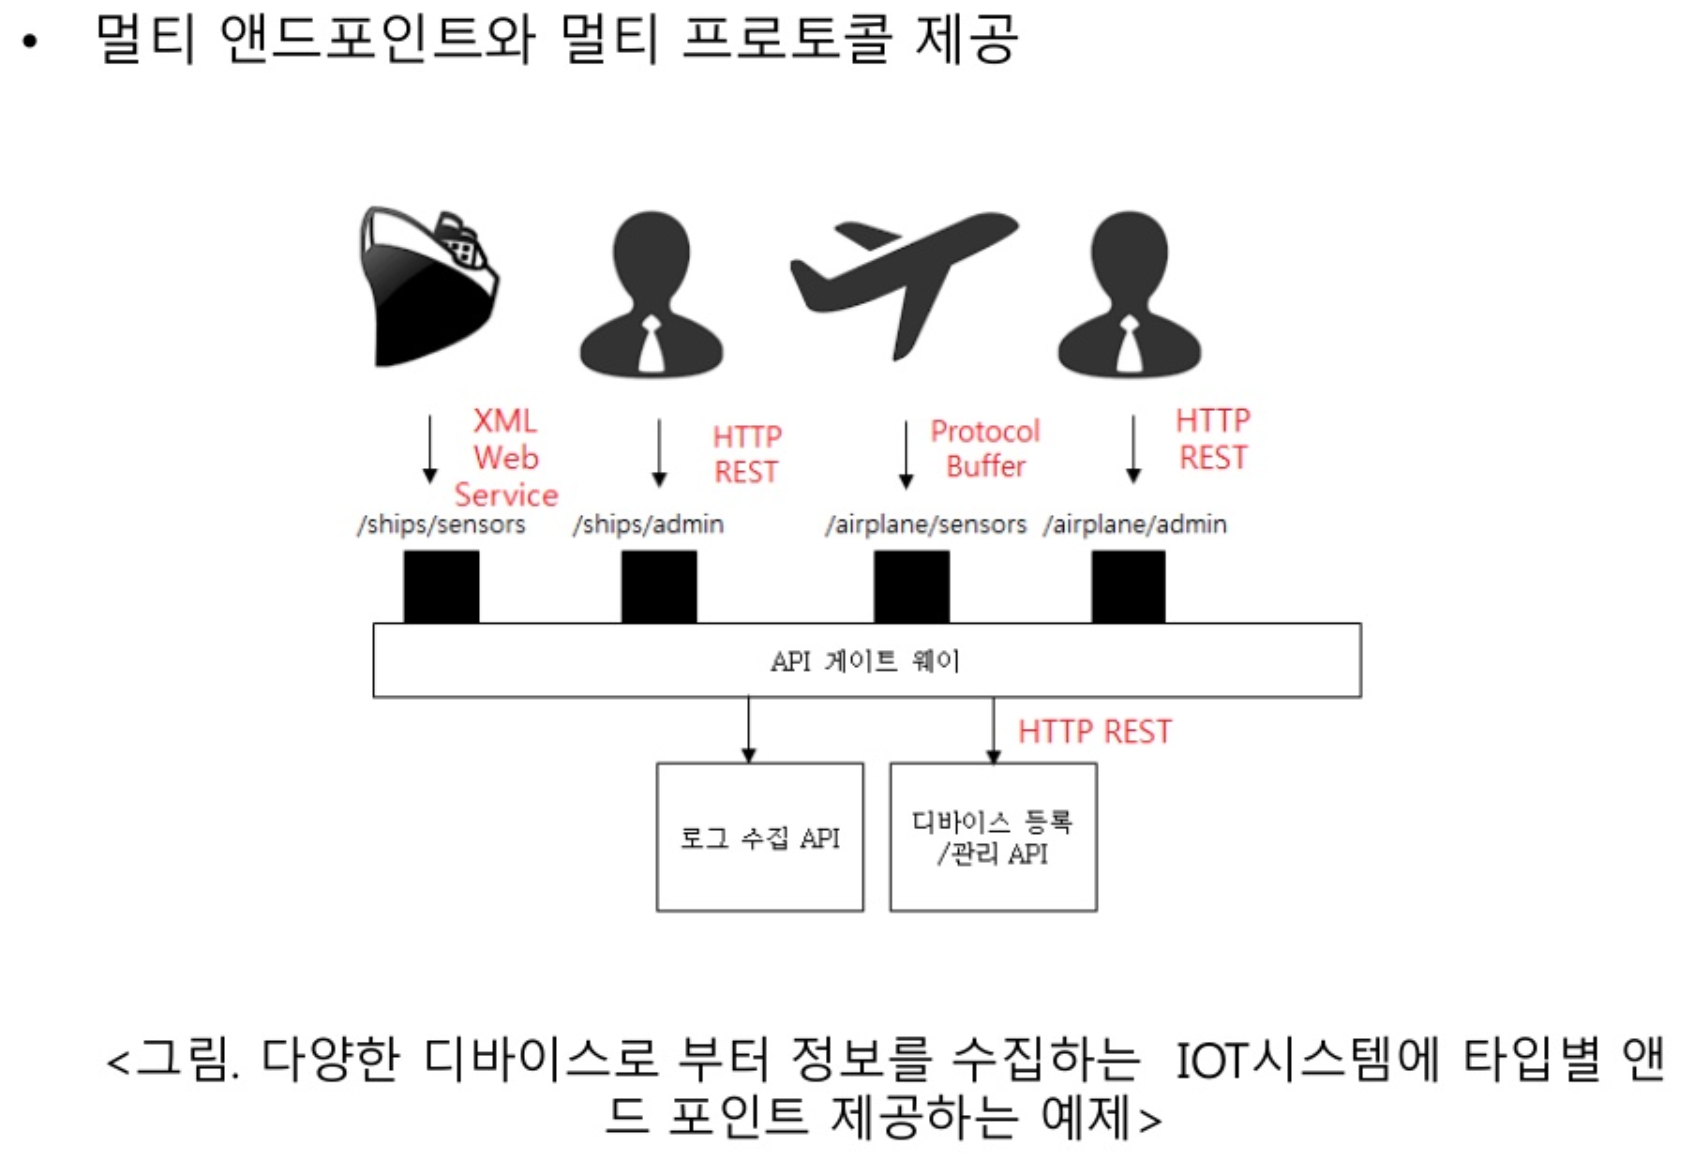 • 멀티 앤드포인트와 멀티 프로토콜 제공
XML
Web
Service
HTTP
REST
Protocol
Buffer
HTTP
REST
/ships/sensors
/ships/admin
/airplane/sensors
/airplane/admin
API 게이트 웨이
HTTP REST
로그 수집 API
디바이스 등록
/관리 API
<그림. 다양한 디바이스로 부터 정보를 수집하는 IOT시스템에 타입별 앤
드 포인트 제공하는 예제>